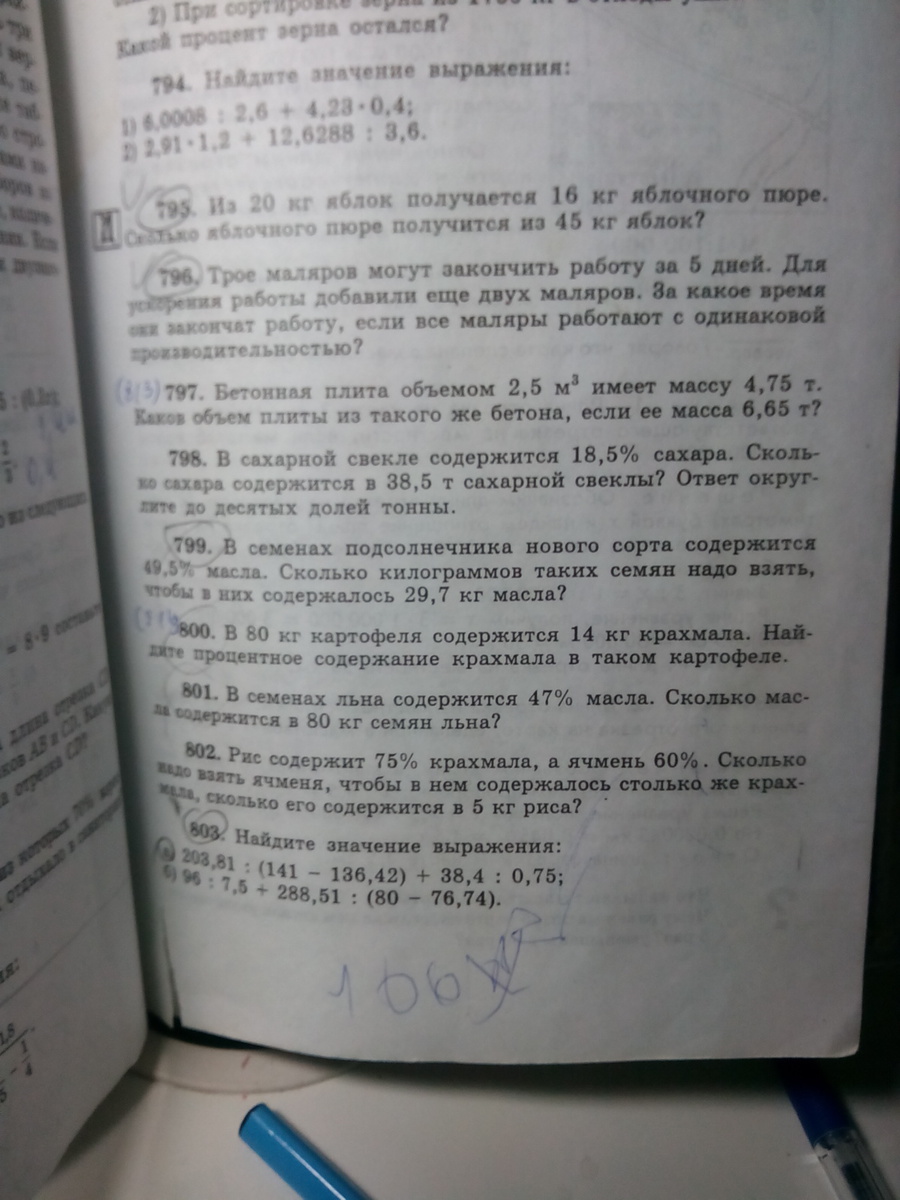 2) При сортировке зерна из
Какой процент зерна остался?
794. Найдите значение выражения:
1) 6,0008 : 2,6 + 4,23 · 0,4;
2) 2,91 · 1,2 + 12,6288 : 3,6.
795. Из 20 кг яблок получается 16 кг яблочного пюре.
Сколько яблочного пюре получится из 45 кг яблок?
796. Трое маляров могут закончить работу за 5 дней. Для
ускорения работы добавили еще двух маляров. За какое время
они закончат работу, если все маляры работают с одинаковой
производительностью?
797. Бетонная плита объемом 2,5 м³ имеет массу 4,75 т.
Каков объем плиты из такого же бетона, если ее масса 6,65 т?
798. В сахарной свекле содержится 18,5% сахара. Сколь-
ко сахара содержится в 38,5 т сахарной свеклы? Ответ округ-
лите до десятых долей тонны.
799. В семенах подсолнечника нового сорта содержится
49,5% масла. Сколько килограммов таких семян надо взять,
чтобы в них содержалось 29,7 кг масла?
800. В 80 кг картофеля содержится 14 кг крахмала. Най-
дите процентное содержание крахмала в таком картофеле.
801. В семенах льна содержится 47% масла. Сколько мас-
ла содержится в 80 кг семян льна?
802. Рис содержит 75% крахмала, а ячмень 60%. Сколько
надо взять ячменя, чтобы в нем содержалось столько же крах-
мала, сколько его содержится в 5 кг риса?
803. Найдите значение выражения:
а) 203,81 : (141 − 136,42) + 38,4 : 0,75;
б) 96 : 7,5 + 288,51 : (80 − 76,74).
106